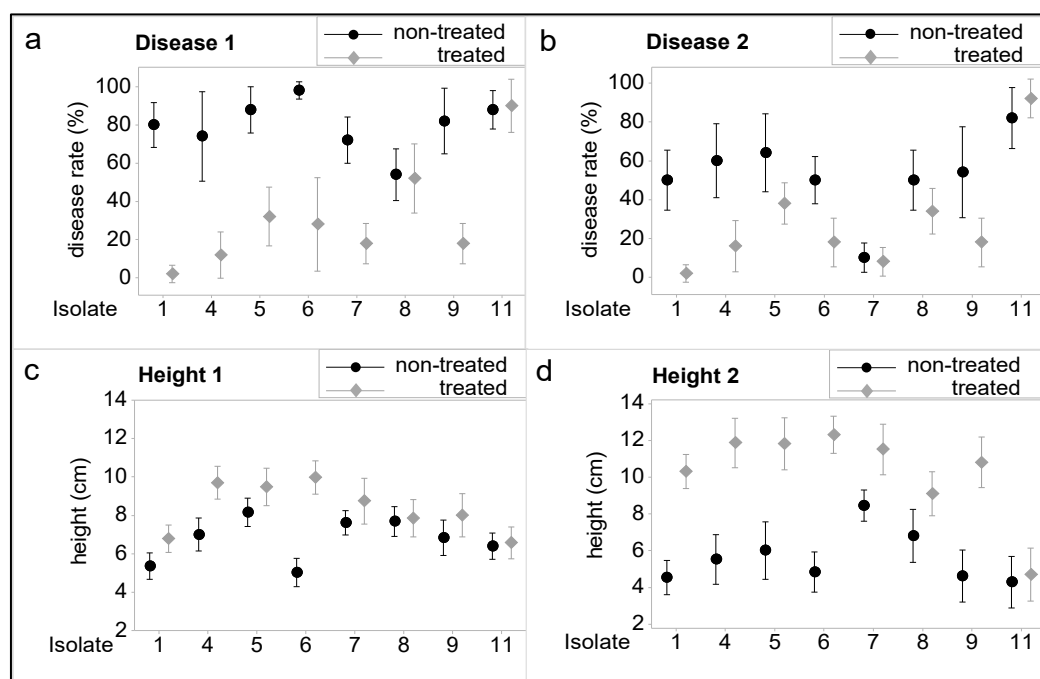 a
Disease 1
non-treated
treated
disease rate (%)
100
80
60
40
20
0
Isolate 1 4 5 6 7 8 9 11
b
Disease 2
non-treated
treated
disease rate (%)
100
80
60
40
20
0
Isolate 1 4 5 6 7 8 9 11
c
Height 1
non-treated
treated
height (cm)
14
12
10
8
6
4
2
Isolate 1 4 5 6 7 8 9 11
d
Height 2
non-treated
treated
height (cm)
14
12
10
8
6
4
2
Isolate 1 4 5 6 7 8 9 11